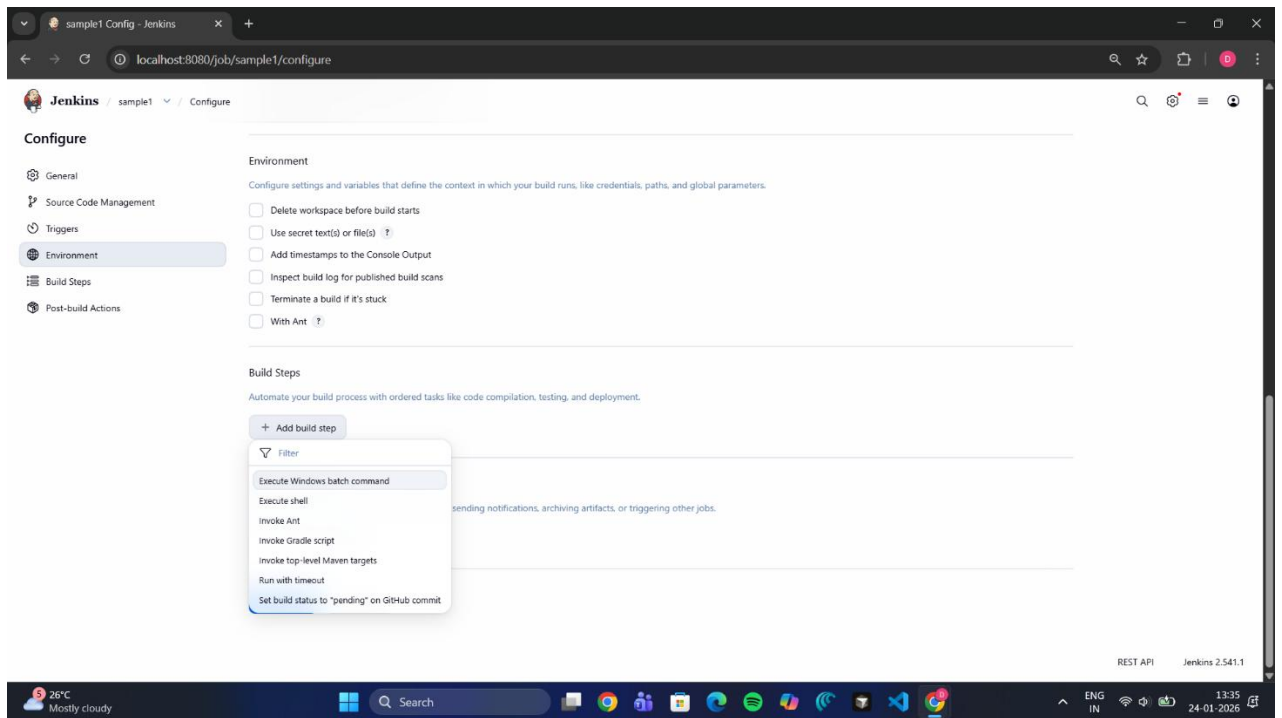 sample1 Config - Jenkins
localhost:8080/job/sample1/configure
D
Jenkins / sample1 / Configure
Configure
General
Source Code Management
Triggers
Environment
Build Steps
Post-build Actions
Environment
Configure settings and variables that define the context in which your build runs, like credentials, paths, and global parameters.
Delete workspace before build starts
Use secret text(s) or file(s) ?
Add timestamps to the Console Output
Inspect build log for published build scans
Terminate a build if it's stuck
With Ant ?
Build Steps
Automate your build process with ordered tasks like code compilation, testing, and deployment.
+ Add build step
Filter
Execute Windows batch command
Execute shell
sending notifications, archiving artifacts, or triggering other jobs.
Invoke Ant
Invoke Gradle script
Invoke top-level Maven targets
Run with timeout
Set build status to "pending" on GitHub commit
REST API Jenkins 2.541.1
5 26°C
Mostly cloudy
Search
D
ENG
IN
13:35
24-01-2026